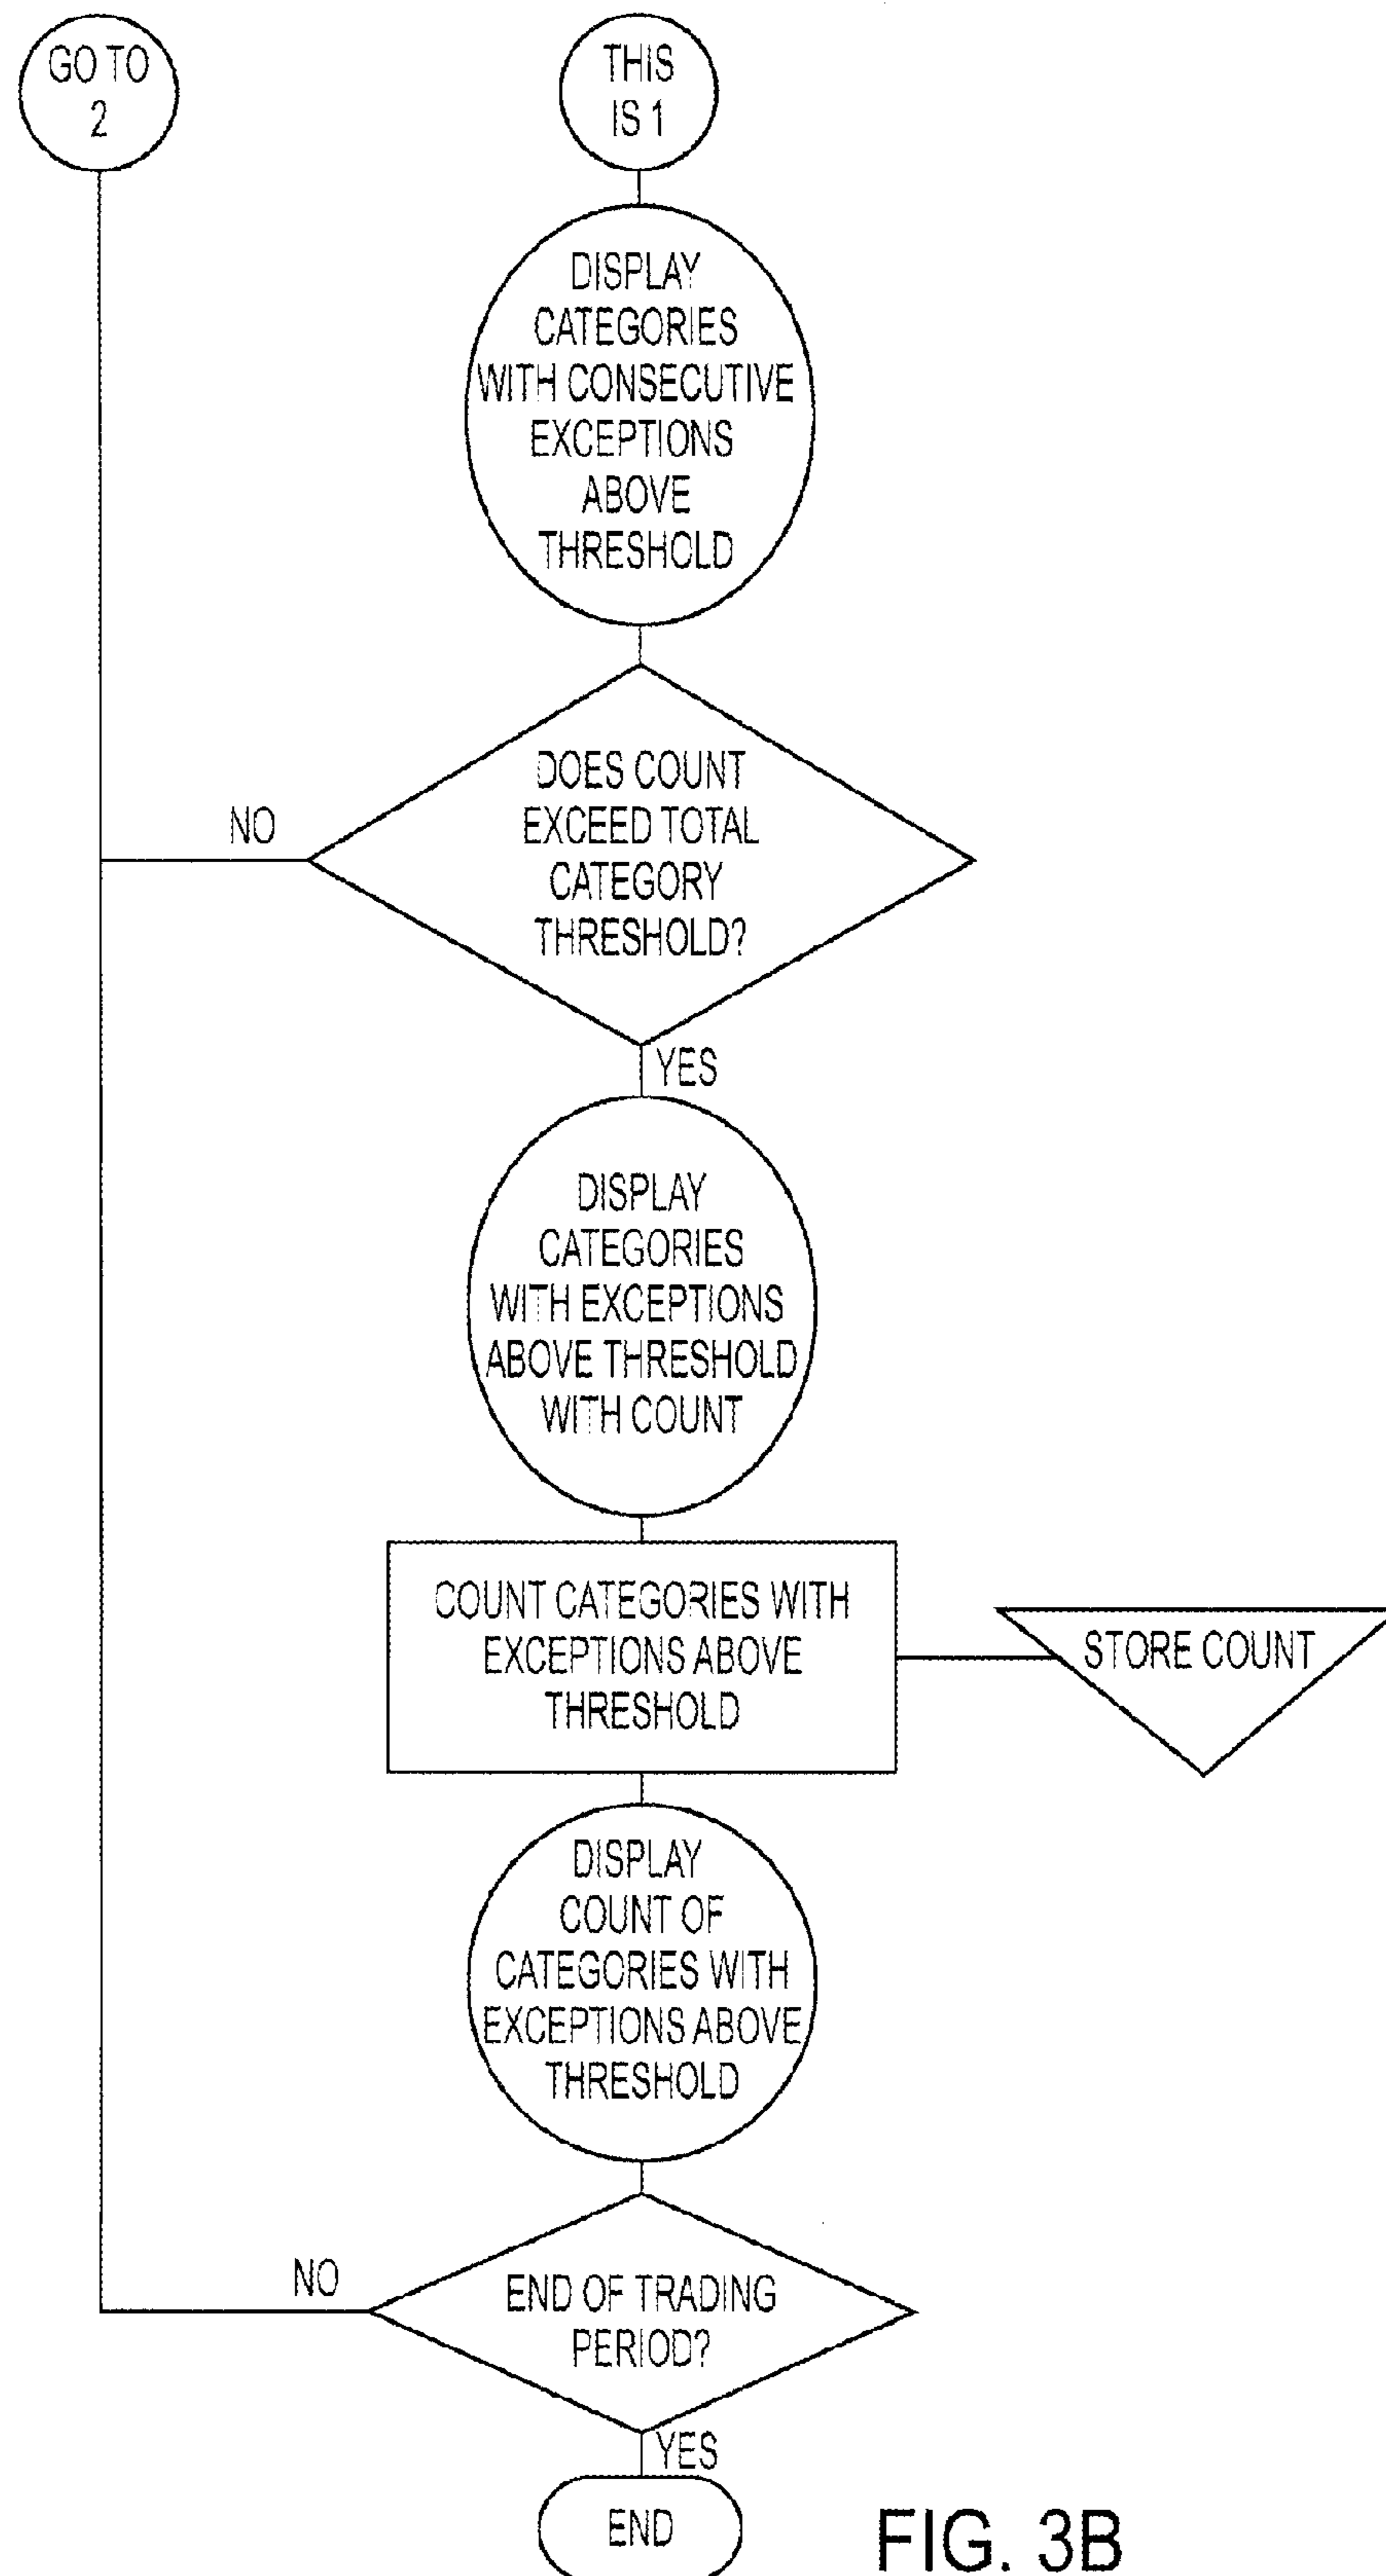 GO TO
2
THIS
IS 1
DISPLAY
CATEGORIES
WITH CONSECUTIVE
EXCEPTIONS
ABOVE
THRESHOLD
DOES COUNT
EXCEED TOTAL
CATEGORY
THRESHOLD?
NO
YES
DISPLAY
CATEGORIES
WITH EXCEPTIONS
ABOVE THRESHOLD
WITH COUNT
COUNT CATEGORIES WITH
EXCEPTIONS ABOVE
THRESHOLD
STORE COUNT
DISPLAY
COUNT OF
CATEGORIES WITH
EXCEPTIONS ABOVE
THRESHOLD
NO
END OF TRADING
PERIOD?
YES
END
FIG. 3B